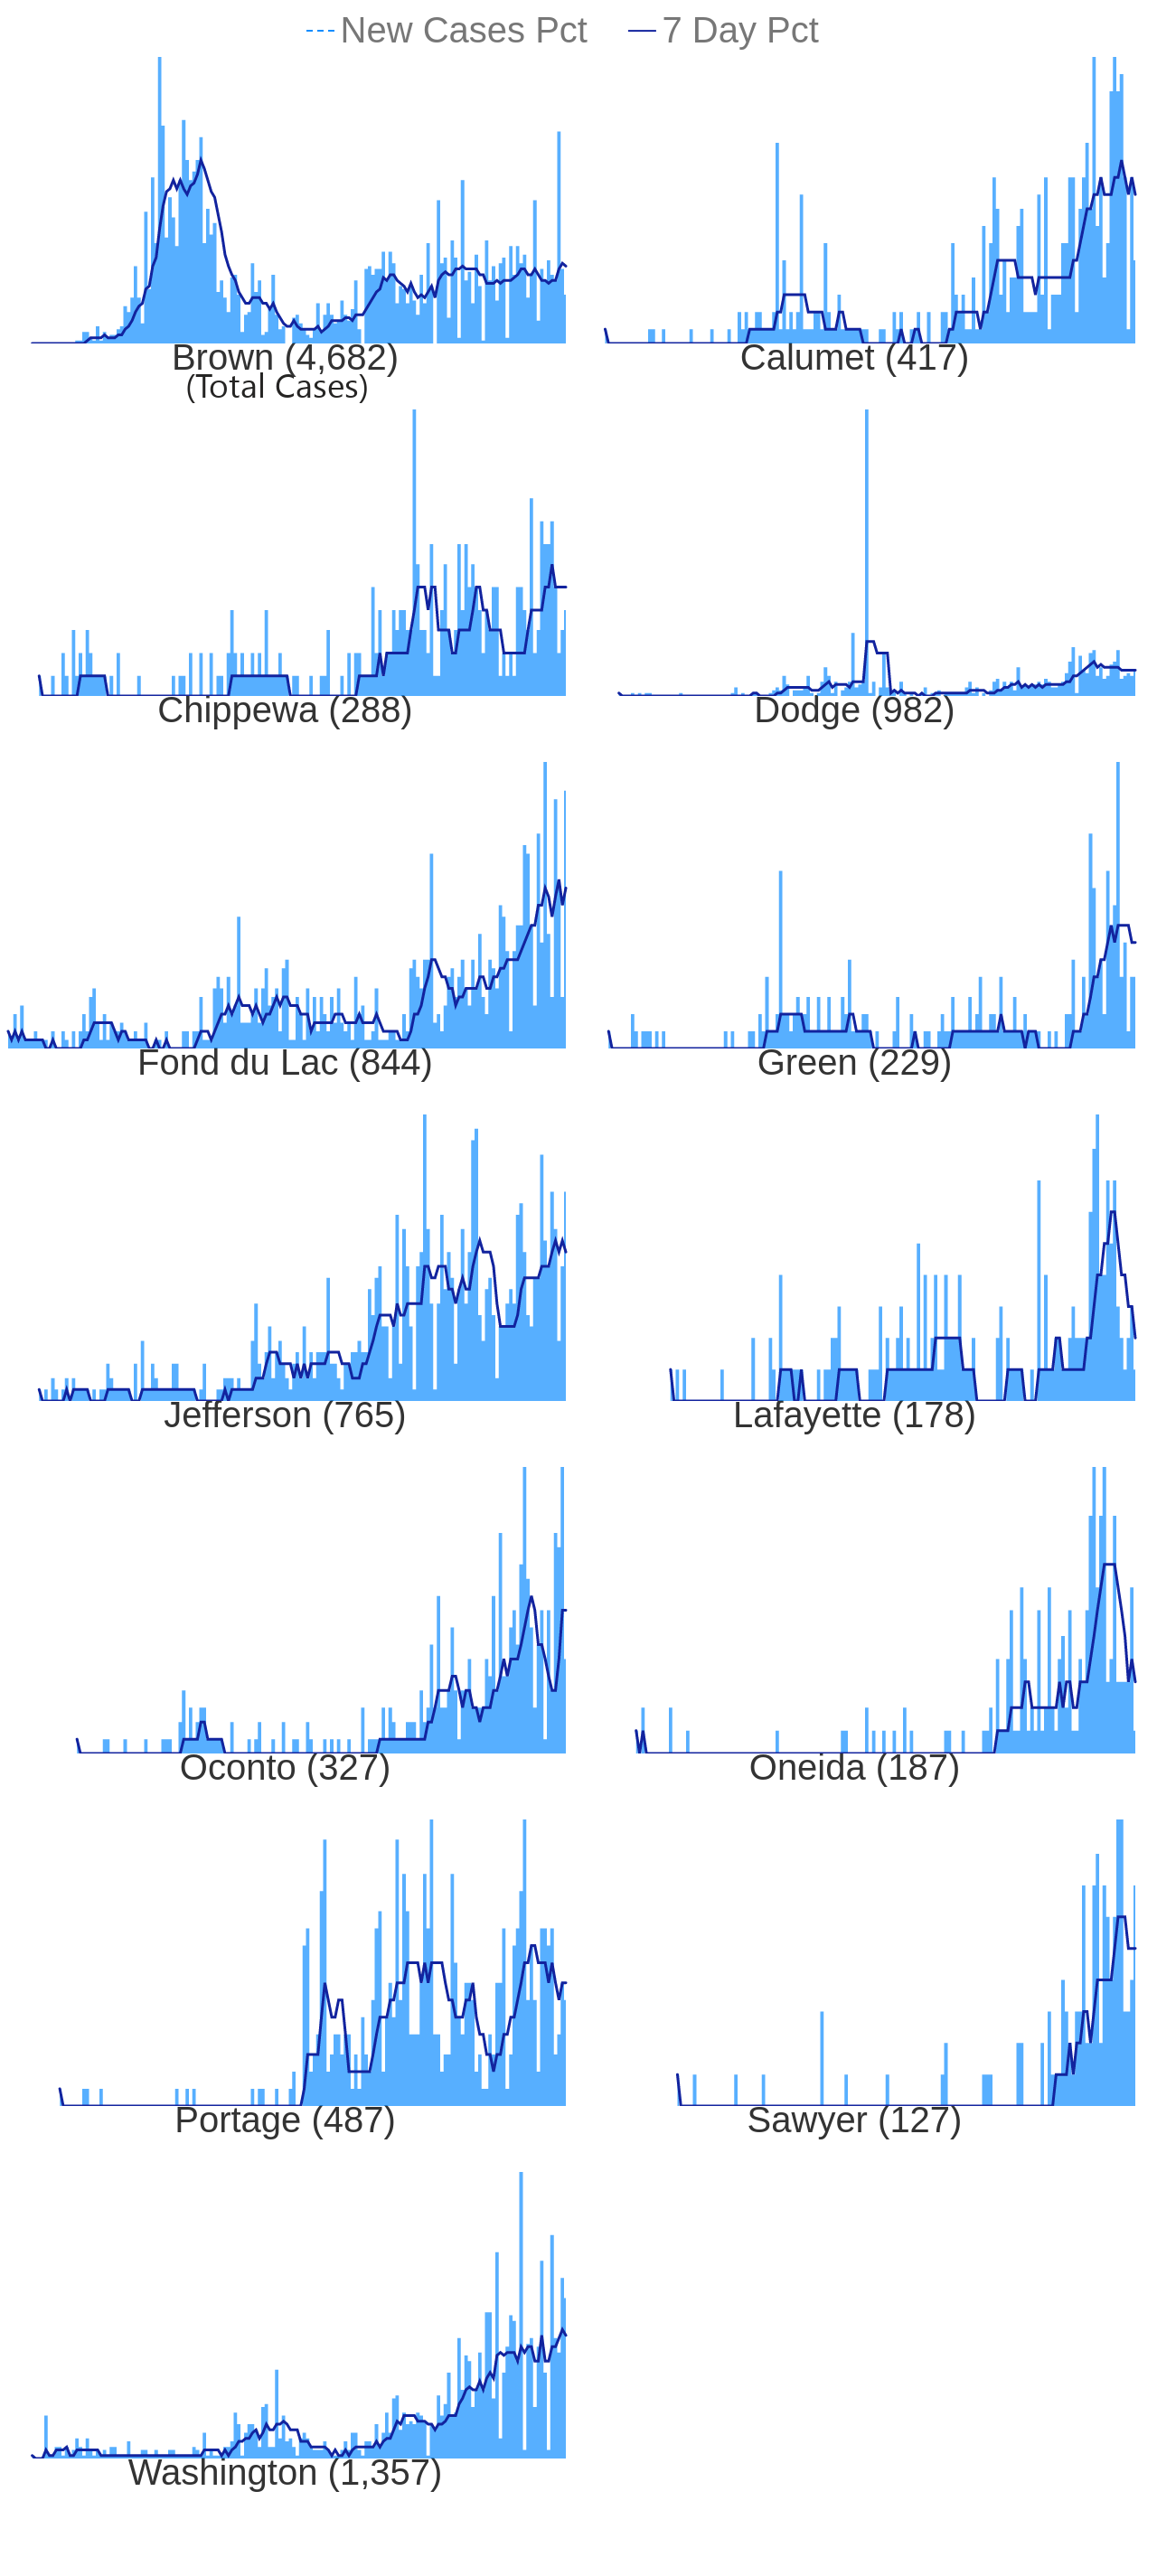 New Cases Pct 7 Day Pct
Brown (4,682) Calumet (417)
(Total Cases)
Chippewa (288) Dodge (982)
Fond du Lac (844) Green (229)
Jefferson (765) Lafayette (178)
Oconto (327) Oneida (187)
Portage (487) Sawyer (127)
Washington (1,357)